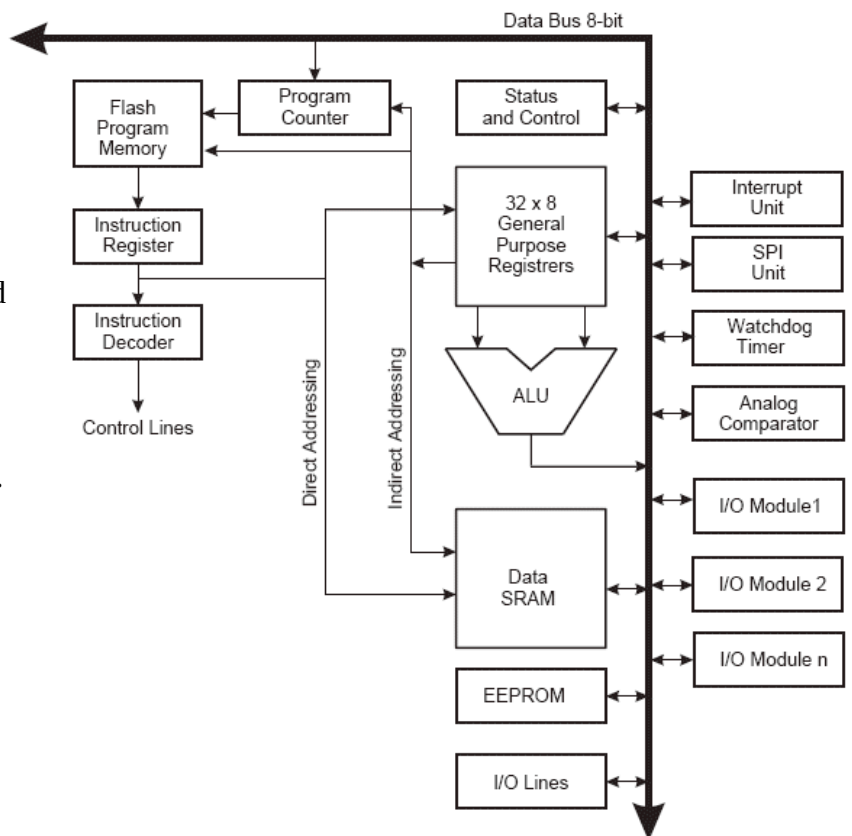 Data Bus 8-bit
Flash
Program
Memory
Program
Counter
Status
and Control
32 x 8
General
Purpose
Registrers
Interrupt
Unit
Instruction
Register
SPI
Unit
d
Instruction
Decoder
Watchdog
Timer
ALU
Analog
Comparator
Control Lines
Direct Addressing
Indirect Addressing
.
I/O Module1
Data
SRAM
I/O Module 2
I/O Module n
EEPROM
I/O Lines